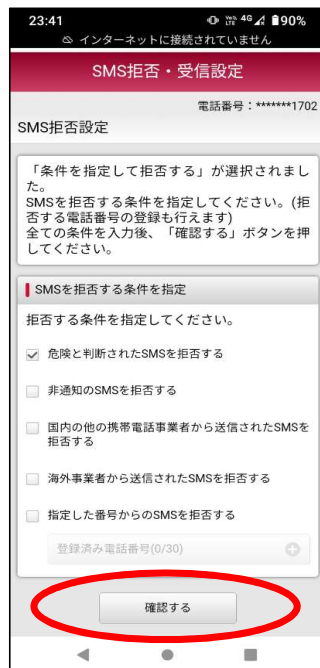 23:41 VoLTE 4G 90%
インターネットに接続されていません
SMS拒否・受信設定
電話番号：*******1702
SMS拒否設定
「条件を指定して拒否する」が選択されまし
た。
SMSを拒否する条件を指定してください。(拒
否する電話番号の登録も行えます)
全ての条件を入力後、「確認する」ボタンを押
してください。
SMSを拒否する条件を指定
拒否する条件を指定してください。
危険と判断されたSMSを拒否する
非通知のSMSを拒否する
国内の他の携帯電話事業者から送信されたSMSを
拒否する
海外事業者から送信されたSMSを拒否する
指定した番号からのSMSを拒否する
登録済み電話番号(0/30)
確認する